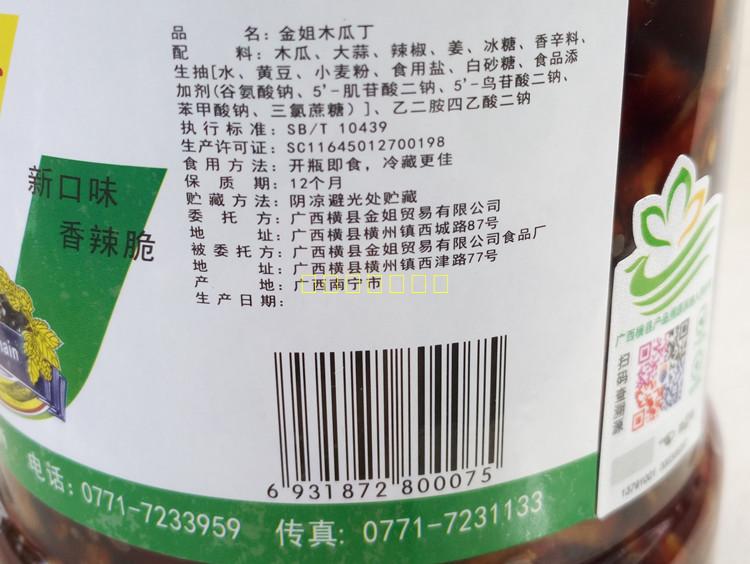 品 名: 金姐木瓜丁
配 料: 木瓜、大蒜、辣椒、姜、冰糖、香辛料、
生抽[水、黄豆、小麦粉、食用盐、白砂糖、食品添
加剂(谷氨酸钠、5'-肌苷酸二钠、5'-鸟苷酸二钠、
苯甲酸钠、三氯蔗糖)]、乙二胺四乙酸二钠
执行标准: SB/T 10439
生产许可证: SC11645012700198
食用方法: 开瓶即食,冷藏更佳
保 质 期: 12个月
贮藏方法: 阴凉避光处贮藏
委 托 方: 广西横县金姐贸易有限公司
地 址: 广西横县横州镇西城路87号
被委托方: 广西横县金姐贸易有限公司食品厂
地 址: 广西横县横州镇西津路77号
产 地: 广西南宁市
生产日期:
新口味
香辣脆
6 931872 800075
电话: 0771-7233959 传真: 0771-7231133
扫码查溯源